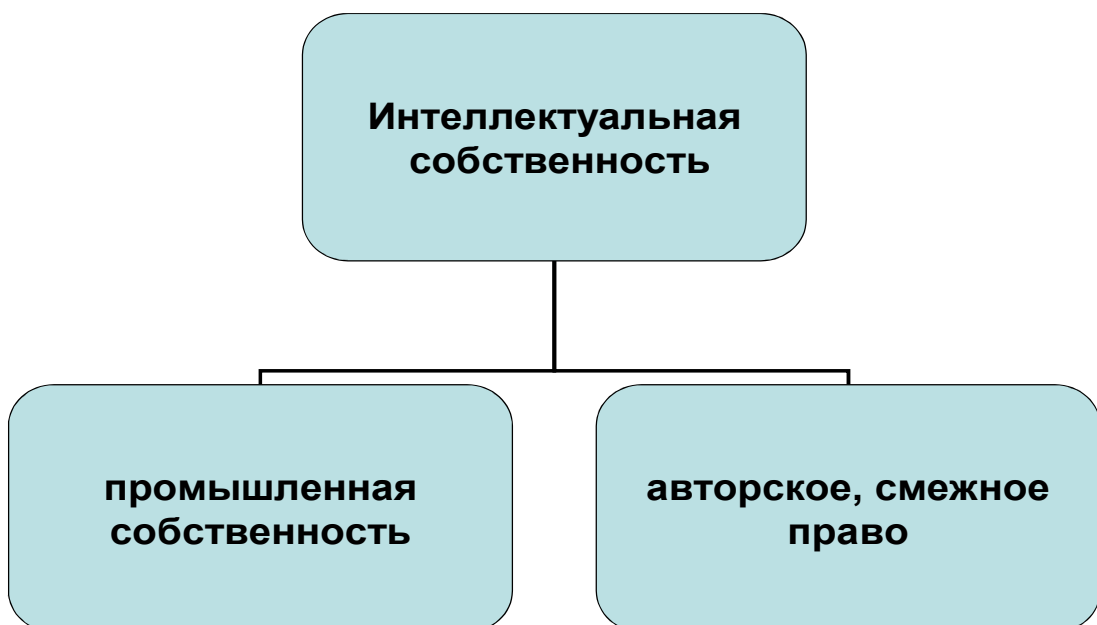 Интеллектуальная
собственность
промышленная
собственность
авторское, смежное
право